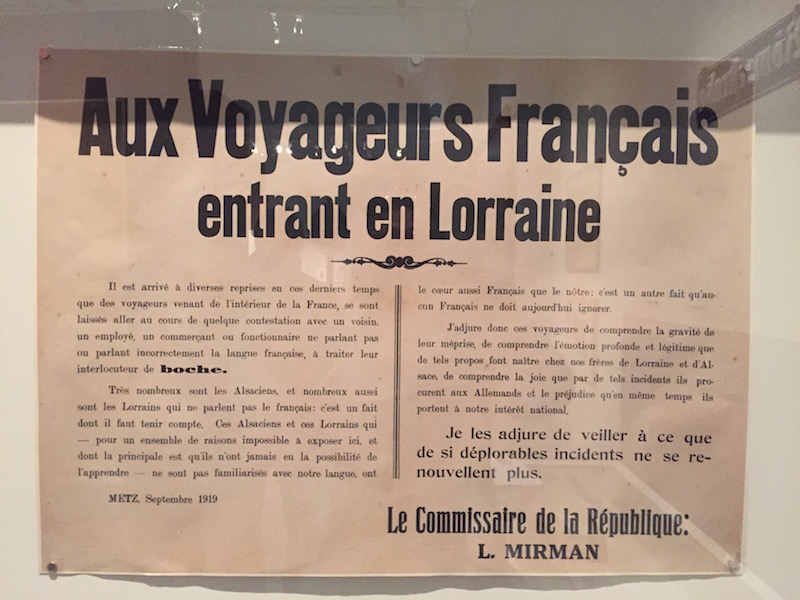 Aux Voyageurs Français
entrant en Lorraine
Il est arrivé à diverses reprises en ces derniers temps
que des voyageurs venant de l'intérieur de la France, se sont
laissés aller au cours de quelque contestation avec un voisin,
un employé, un commerçant ou fonctionnaire ne parlant pas
ou parlant incorrectement la langue française, à traiter leur
interlocuteur de boche.
Très nombreux sont les Alsaciens, et nombreux aussi
sont les Lorrains qui ne parlent pas le français: c'est un fait
dont il faut tenir compte. Ces Alsaciens et ces Lorrains qui
— pour un ensemble de raisons impossible à exposer ici, et
dont la principale est qu'ils n'ont jamais eu la possibilité de
l'apprendre — ne sont pas familiarisés avec notre langue, ont
le cœur aussi Français que le nôtre: c'est un autre fait qu'au-
cun Français ne doit aujourd'hui ignorer.
J'adjure donc ces voyageurs de comprendre la gravité de
leur méprise, de comprendre l'émotion profonde et légitime que
de tels propos font naître chez nos frères de Lorraine et d'Al-
sace, de comprendre la joie que par de tels incidents ils pro-
curent aux Allemands et le préjudice qu'en même temps ils
portent à notre intérêt national.
Je les adjure de veiller à ce que
de si déplorables incidents ne se re-
nouvellent plus.
METZ, Septembre 1919
Le Commissaire de la République:
L. MIRMAN